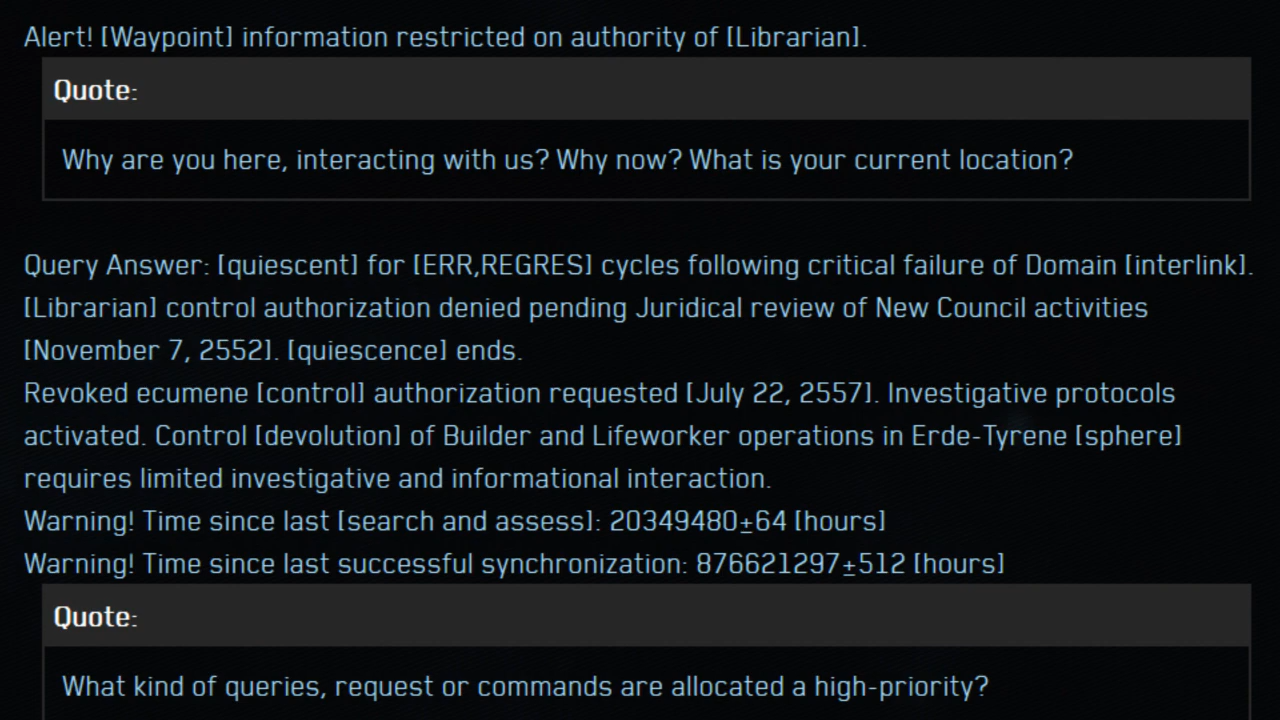 Alert! [Waypoint] information restricted on authority of [Librarian].
Quote:
Why are you here, interacting with us? Why now? What is your current location?
Query Answer: [quiescent] for [ERR,REGRES] cycles following critical failure of Domain [interlink].
[Librarian] control authorization denied pending Juridical review of New Council activities
[November 7, 2552]. [quiescence] ends.
Revoked ecumene [control] authorization requested [July 22, 2557]. Investigative protocols
activated. Control [devolution] of Builder and Lifeworker operations in Erde-Tyrene [sphere]
requires limited investigative and informational interaction.
Warning! Time since last [search and assess]: 20349480±64 [hours]
Warning! Time since last successful synchronization: 876621297±512 [hours]
Quote:
What kind of queries, request or commands are allocated a high-priority?